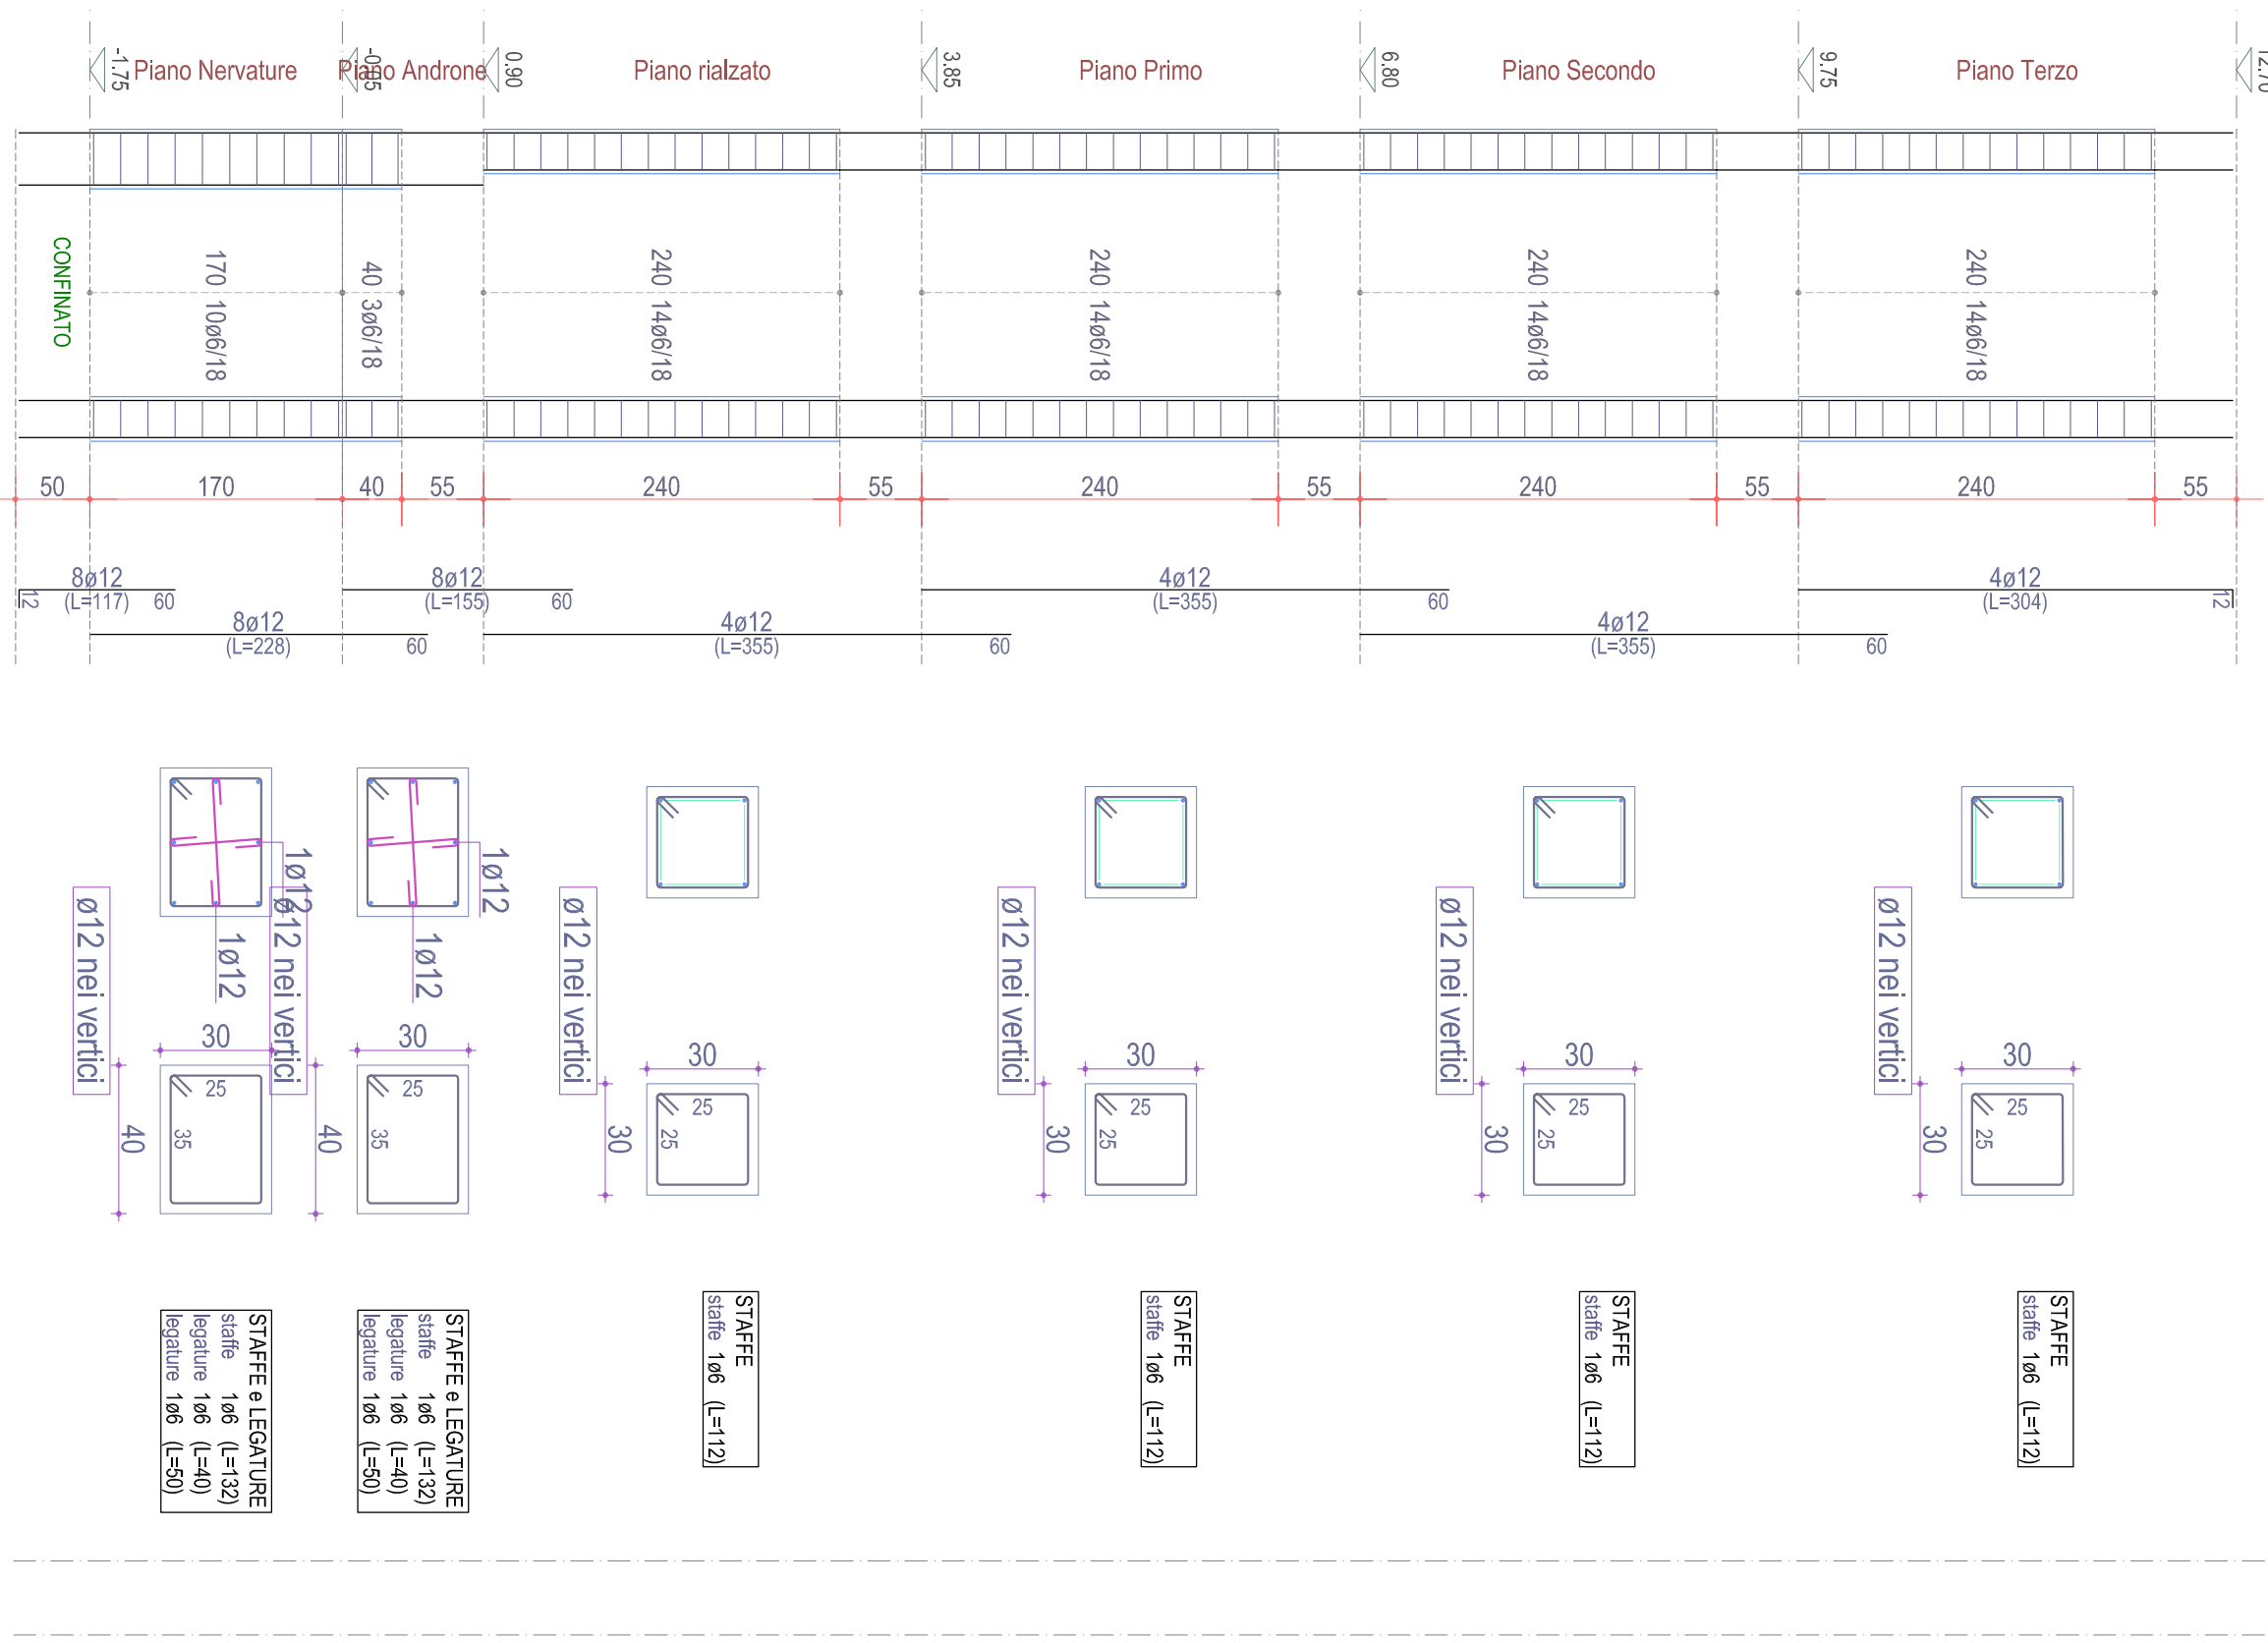 -1.75
Piano Nervature
Piano Androne
0.90
Piano rialzato
3.85
Piano Primo
6.80
Piano Secondo
9.75
Piano Terzo
12.70
CONFINATO
170 10ø6/18
40 3ø6/18
240 14ø6/18
240 14ø6/18
240 14ø6/18
240 14ø6/18
50 170 40 55 240 55 240 55 240 55 240 55
8ø12
(L=117) 60
12
8ø12
(L=155) 60
4ø12
(L=355) 60
4ø12
(L=304)
12
8ø12
(L=228) 60
4ø12
(L=355) 60
4ø12
(L=355) 60
1ø12
1ø12
ø12 nei vertici
30
40
25
35
1ø12
1ø12
ø12 nei vertici
30
40
25
35
ø12 nei vertici
30
30
25
25
ø12 nei vertici
30
30
25
25
ø12 nei vertici
30
30
25
25
ø12 nei vertici
30
30
25
25
STAFFE e LEGATURE
staffe 1ø6 (L=132)
legature 1ø6 (L=40)
legature 1ø6 (L=50)
STAFFE e LEGATURE
staffe 1ø6 (L=132)
legature 1ø6 (L=40)
legature 1ø6 (L=50)
STAFFE
staffe 1ø6 (L=112)
STAFFE
staffe 1ø6 (L=112)
STAFFE
staffe 1ø6 (L=112)
STAFFE
staffe 1ø6 (L=112)